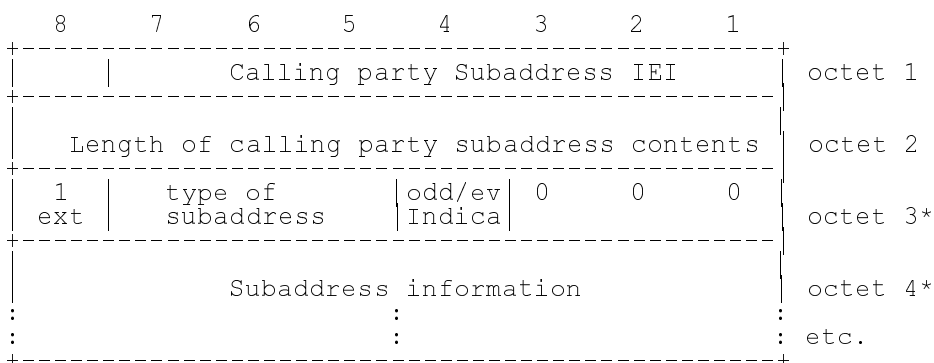 8 7 6 5 4 3 2 1
Calling party Subaddress IEI octet 1
Length of calling party subaddress contents octet 2
1 type of odd/ev 0 0 0
ext subaddress Indica octet 3*
Subaddress information octet 4*
: : :
: : : etc.